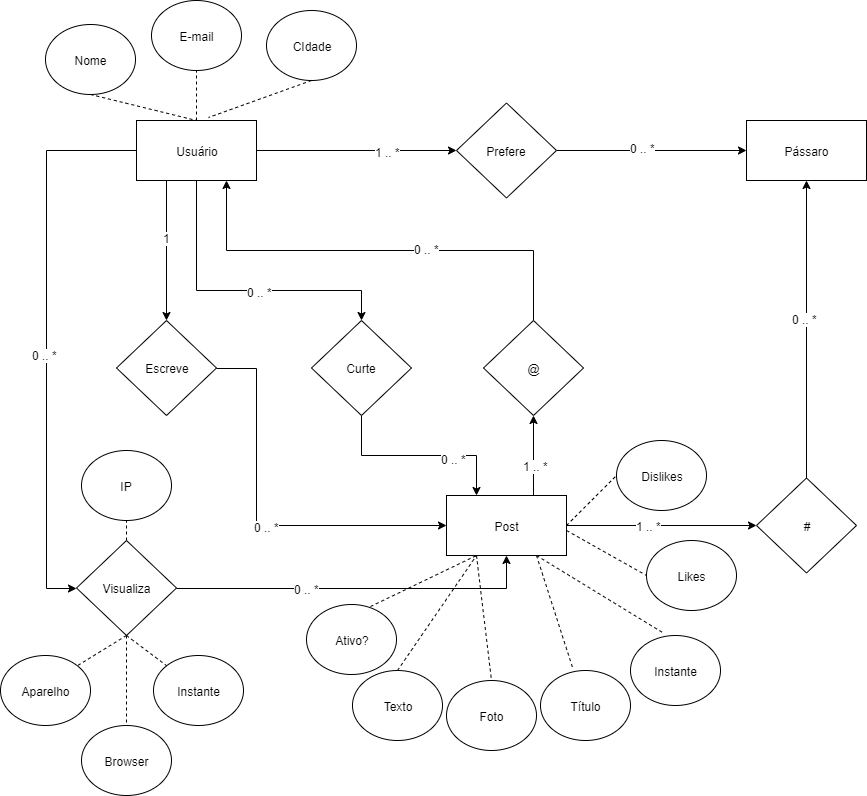 E-mail
CIdade
Nome
Usuário
1 .. *
Prefere
0 .. *
Pássaro
1
0 .. *
0 .. *
0 .. *
0 .. *
Escreve
Curte
@
0 .. *
1 .. *
Dislikes
IP
0 .. *
Post
1 .. *
#
Visualiza
0 .. *
Likes
Ativo?
Instante
Aparelho
Instante
Texto
Foto
Título
Browser